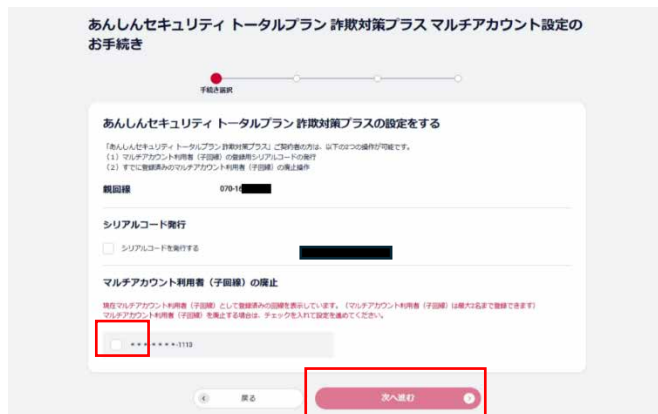 あんしんセキュリティ トータルプラン 詐欺対策プラス マルチアカウント設定の
お手続き
手続き選択
あんしんセキュリティ トータルプラン 詐欺対策プラスの設定をする
「あんしんセキュリティ トータルプラン 詐欺対策プラス」ご契約者の方は、以下の2つの操作が可能です。
（1）マルチアカウント利用者（子回線）の登録用シリアルコードの発行
（2）すでに登録済みのマルチアカウント利用者（子回線）の廃止操作
親回線 070-16
シリアルコード発行
シリアルコードを発行する
マルチアカウント利用者（子回線）の廃止
現在マルチアカウント利用者（子回線）として登録済みの回線を表示しています。（マルチアカウント利用者（子回線）は最大2名まで登録できます）
マルチアカウント利用者（子回線）を廃止する場合は、チェックを入れて設定を進めてください。
*******-1113
戻る 次へ進む